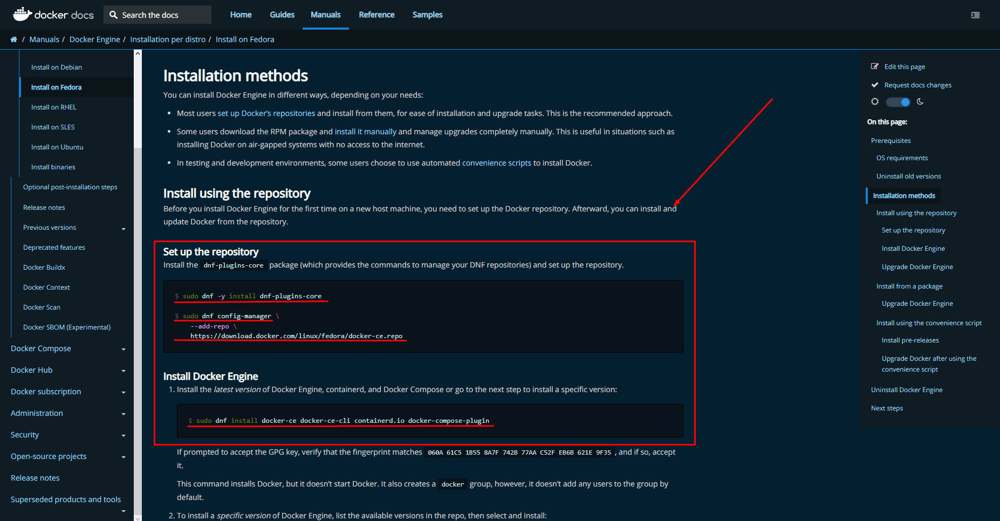 docker docs
Search the docs
Home
Guides
Manuals
Reference
Samples
/ Manuals / Docker Engine / Installation per distro / Install on Fedora
Install on Debian
Install on Fedora
Install on RHEL
Install on SLES
Install on Ubuntu
Install binaries
Optional post-installation steps
Release notes
Previous versions
Deprecated features
Docker Buildx
Docker Context
Docker Scan
Docker SBOM (Experimental)
Docker Compose
Docker Hub
Docker subscription
Administration
Security
Open-source projects
Release notes
Superseded products and tools
Installation methods
You can install Docker Engine in different ways, depending on your needs:
• Most users set up Docker’s repositories and install from them, for ease of installation and upgrade tasks. This is the recommended approach.
• Some users download the RPM package and install it manually and manage upgrades completely manually. This is useful in situations such as
installing Docker on air-gapped systems with no access to the internet.
• In testing and development environments, some users choose to use automated convenience scripts to install Docker.
Install using the repository
Before you install Docker Engine for the first time on a new host machine, you need to set up the Docker repository. Afterward, you can install and
update Docker from the repository.
Set up the repository
Install the dnf-plugins-core package (which provides the commands to manage your DNF repositories) and set up the repository.
$ sudo dnf -y install dnf-plugins-core
$ sudo dnf config-manager \
--add-repo \
https://download.docker.com/linux/fedora/docker-ce.repo
Install Docker Engine
1. Install the latest version of Docker Engine, containerd, and Docker Compose or go to the next step to install a specific version:
$ sudo dnf install docker-ce docker-ce-cli containerd.io docker-compose-plugin
If prompted to accept the GPG key, verify that the fingerprint matches 060A 61C5 1B55 8A7F 742B 77AA C52F EB6B 621E 9F35 , and if so, accept
it.
This command installs Docker, but it doesn’t start Docker. It also creates a docker group, however, it doesn’t add any users to the group by
default.
2. To install a specific version of Docker Engine, list the available versions in the repo, then select and install:
Edit this page
Request docs changes
On this page:
Prerequisites
OS requirements
Uninstall old versions
Installation methods
Install using the repository
Set up the repository
Install Docker Engine
Upgrade Docker Engine
Install from a package
Upgrade Docker Engine
Install using the convenience script
Install pre-releases
Upgrade Docker after using the
convenience script
Uninstall Docker Engine
Next steps